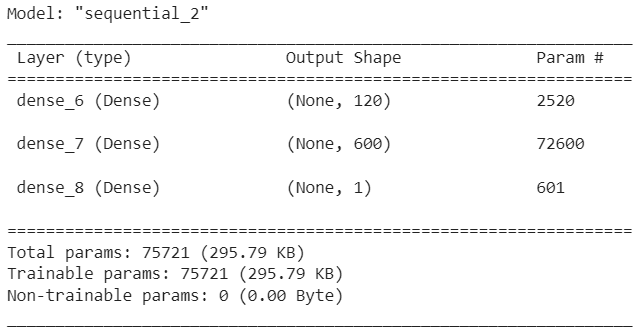 Model: "sequential_2"
_________________________________________________________________
Layer (type) Output Shape Param #
=================================================================
dense_6 (Dense) (None, 120) 2520
dense_7 (Dense) (None, 600) 72600
dense_8 (Dense) (None, 1) 601
=================================================================
Total params: 75721 (295.79 KB)
Trainable params: 75721 (295.79 KB)
Non-trainable params: 0 (0.00 Byte)
_________________________________________________________________